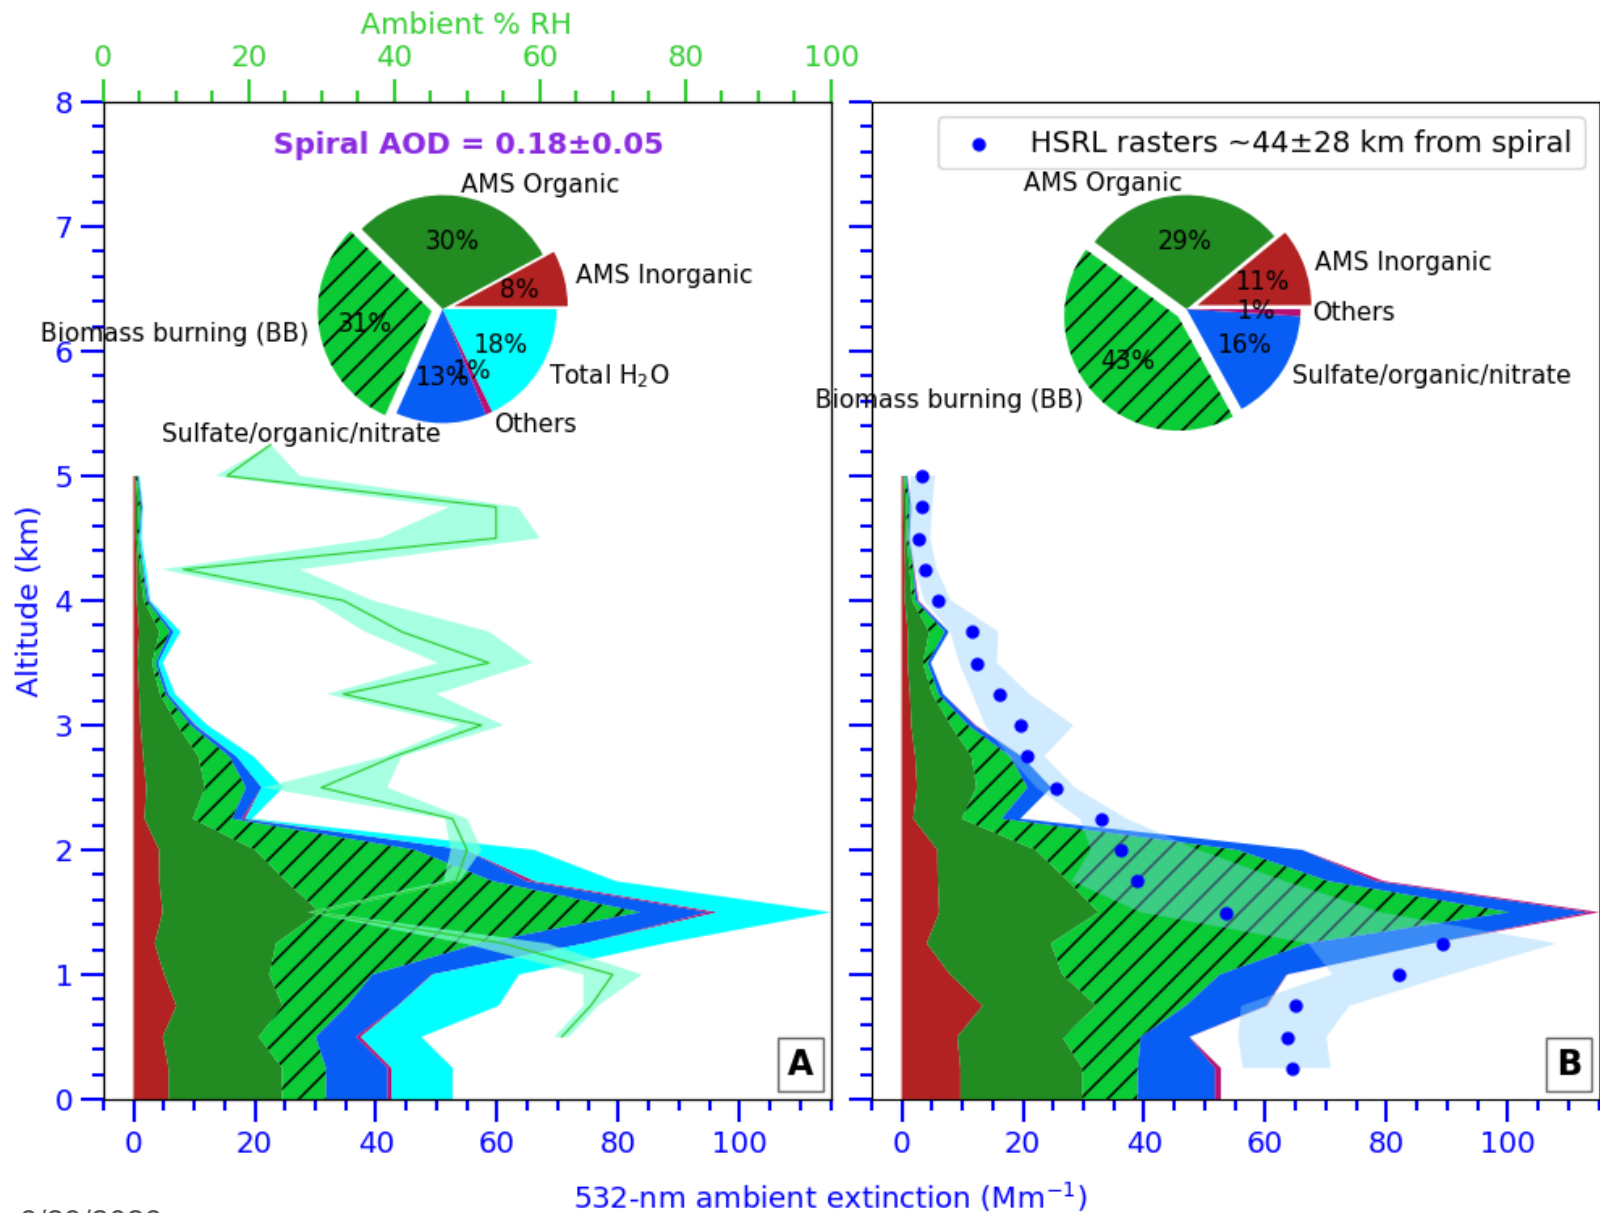 Ambient % RH
0 20 40 60 80 100
8
7
6
5
4
3
2
1
0
Altitude (km)
Spiral AOD = 0.18±0.05
AMS Organic
30%
AMS Inorganic
8%
Biomass burning (BB)
31%
18%
13%
1%
Total H₂O
Others
Sulfate/organic/nitrate
A
0 20 40 60 80 100
HSRL rasters ~44±28 km from spiral
AMS Organic
29%
AMS Inorganic
11%
1%
Others
16%
43%
Sulfate/organic/nitrate
Biomass burning (BB)
B
0 20 40 60 80 100
532-nm ambient extinction (Mm⁻¹)